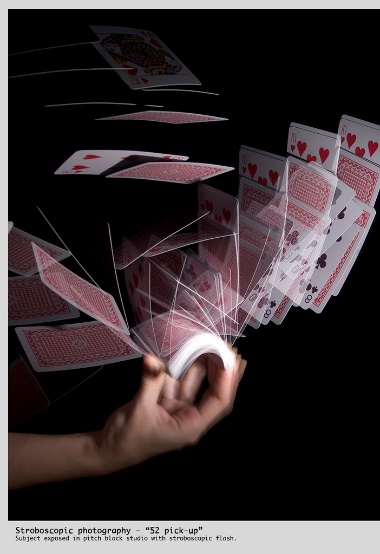 Stroboscopic photography – “52 pick-up”
Subject exposed in pitch black studio with stroboscopic flash.